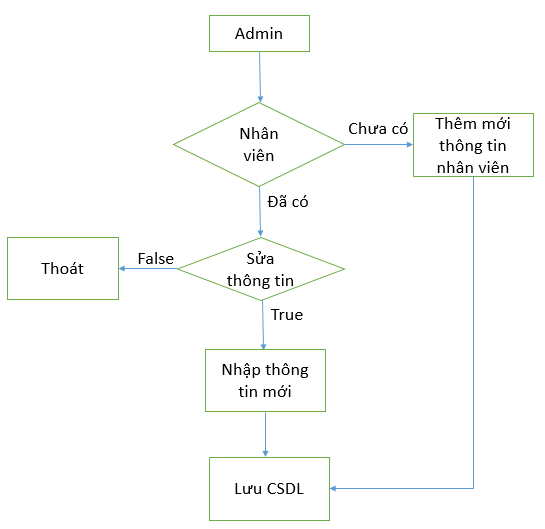 Admin
Nhân
viên
Chưa có
Thêm mới
thông tin
nhân viên
Đã có
Thoát
False
Sửa
thông tin
True
Nhập thông
tin mới
Lưu CSDL